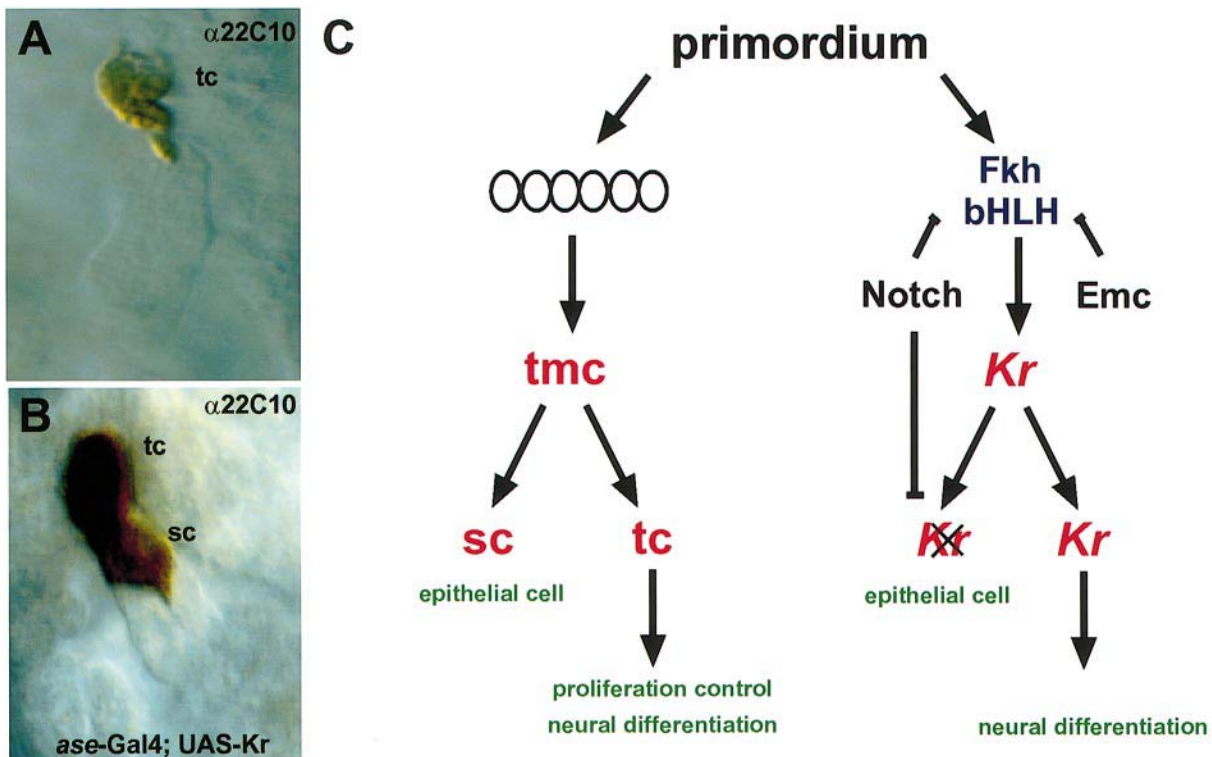 A
α22C10
tc
B
α22C10
tc
sc
ase-Gal4; UAS-Kr
C
primordium
tmc
sc
tc
epithelial cell
proliferation control
neural differentiation
Fkh
bHLH
Notch
Emc
Kr
Kr
Kr
epithelial cell
neural differentiation